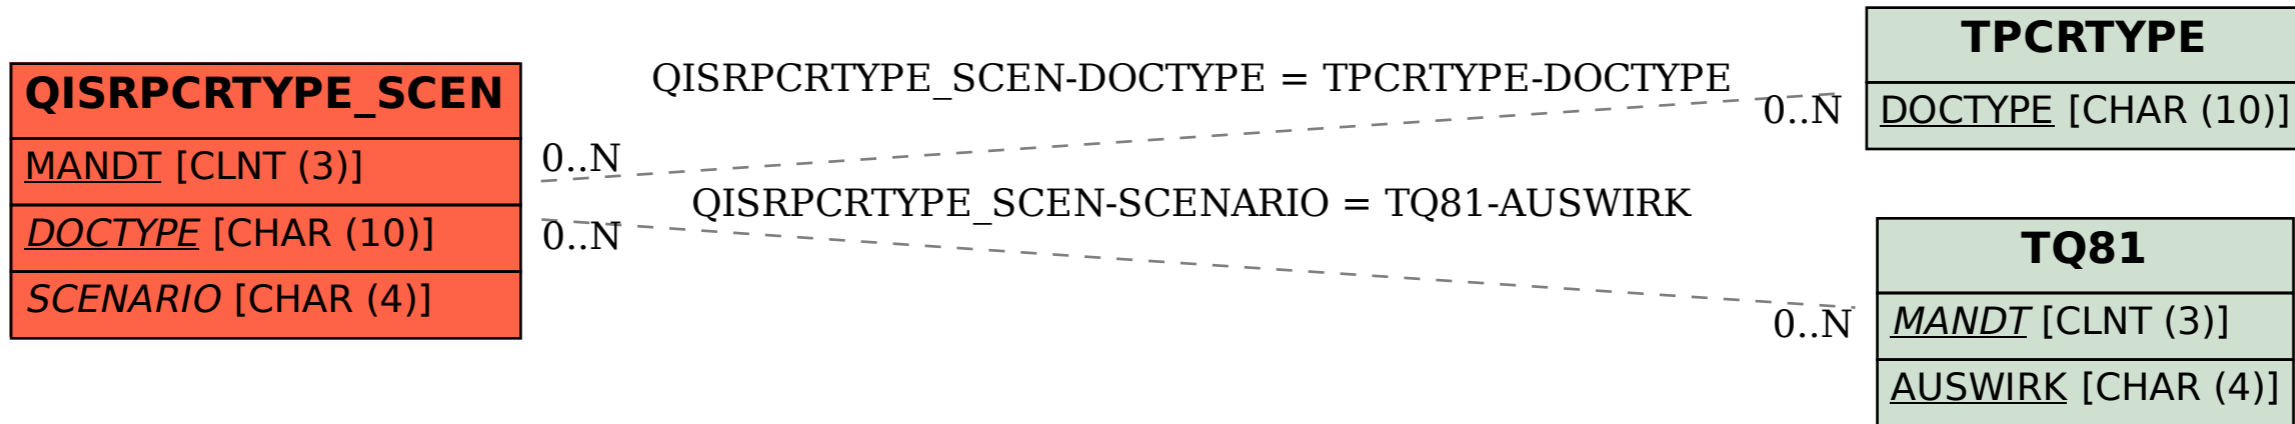 QISRPCRTYPE_SCEN
MANDT [CLNT (3)]
DOCTYPE [CHAR (10)]
SCENARIO [CHAR (4)]
QISRPCRTYPE_SCEN-DOCTYPE = TPCRTYPE-DOCTYPE
0..N
0..N
QISRPCRTYPE_SCEN-SCENARIO = TQ81-AUSWIRK
0..N
0..N
TPCRTYPE
DOCTYPE [CHAR (10)]
TQ81
MANDT [CLNT (3)]
AUSWIRK [CHAR (4)]